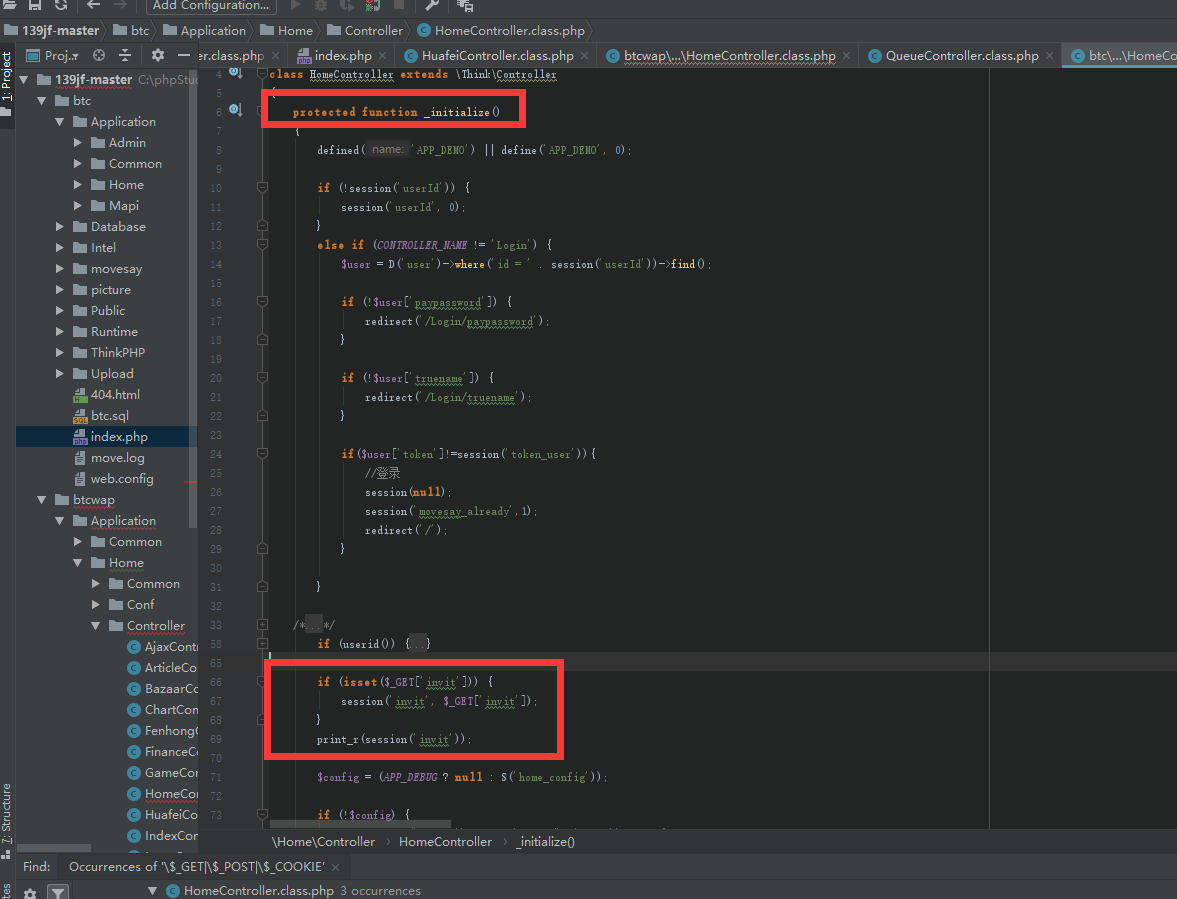 Add Configuration...
139jf-master btc Application Home Controller HomeController.class.php
1: Project
Proj..
er.class.php × index.php × HuafeiController.class.php × btcwap\...\HomeController.class.php × QueueController.class.php × btc\...\HomeCo
139jf-master C:\phpStu
btc
Application
Admin
Common
Home
Mapi
Database
Intel
movesay
picture
Public
Runtime
ThinkPHP
Upload
404.html
btc.sql
index.php
move.log
web.config
btcwap
Application
Common
Home
Common
Conf
Controller
AjaxCont
ArticleCo
BazaarCo
ChartCon
Fenhong
FinanceCo
GameCon
HomeCon
HuafeiCo
IndexCon
7: Structure
4 class HomeController extends \Think\Controller
5 {
6 protected function _initialize()
7 {
8 defined( name: 'APP_DEMO') || define('APP_DEMO', 0);
9
10 if (!session('userId')) {
11 session('userId', 0);
12 }
13 else if (CONTROLLER_NAME != 'Login') {
14 $user = D('user')->where('id = ' . session('userId'))->find();
15
16 if (!$user['paypassword']) {
17 redirect('/Login/paypassword');
18 }
19
20 if (!$user['truename']) {
21 redirect('/Login/truename');
22 }
23
24 if($user['token']!=session('token_user')){
25 //登录
26 session(null);
27 session('movesay_already',1);
28 redirect('/');
29 }
30
31 }
32
33 /*...*/
58 if (userid()) {...}
65
66 if (isset($_GET['invit'])) {
67 session('invit', $_GET['invit']);
68 }
69 print_r(session('invit'));
70
71 $config = (APP_DEBUG ? null : S('home_config'));
72
73 if (!$config) {
\Home\Controller › HomeController › _initialize()
Find: Occurrences of '\$_GET|\$_POST|\$_COOKIE' ×
HomeController.class.php 3 occurrences